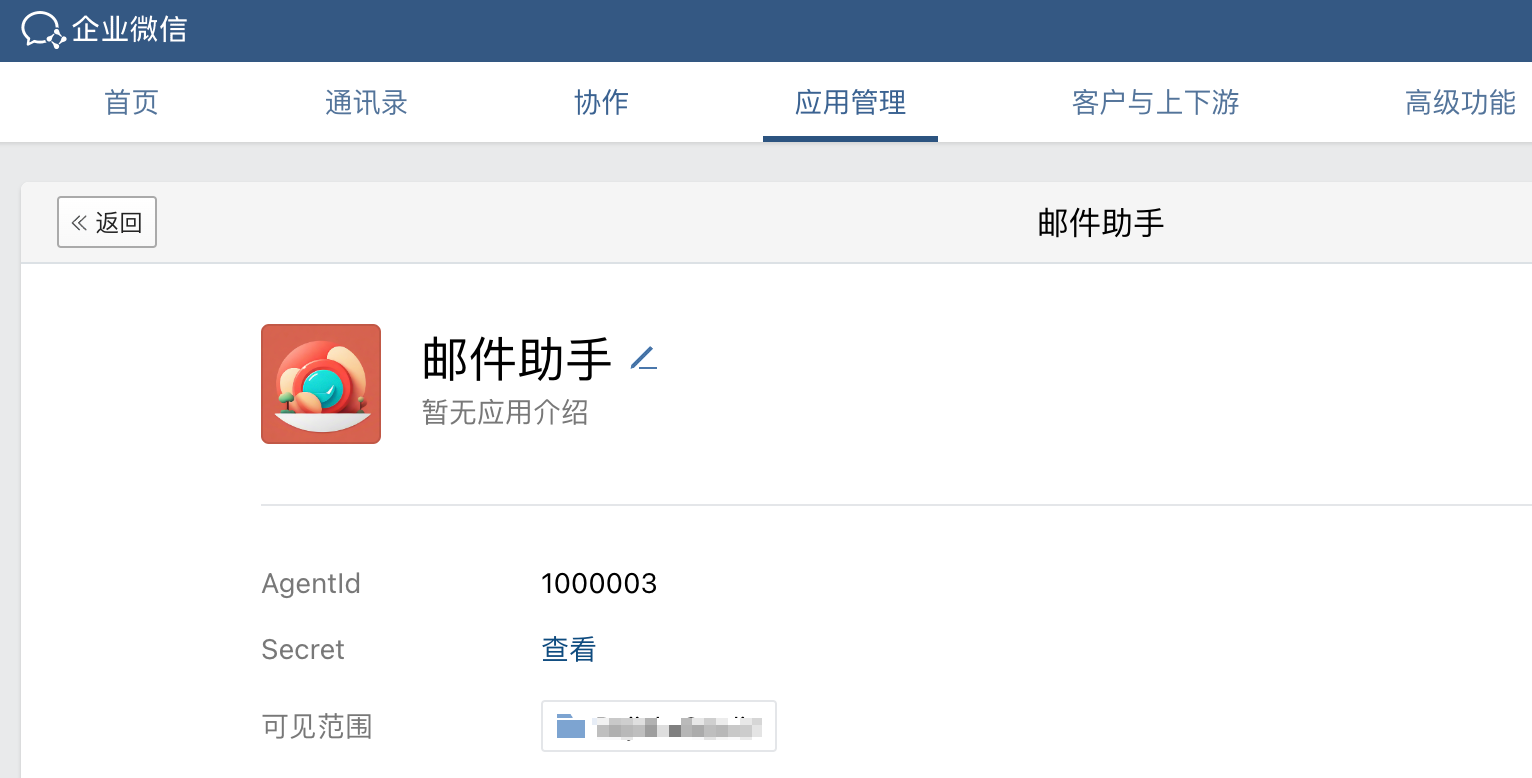 企业微信
首页 通讯录 协作 应用管理 客户与上下游 高级功能
« 返回 邮件助手
邮件助手
暂无应用介绍
AgentId 1000003
Secret 查看
可见范围